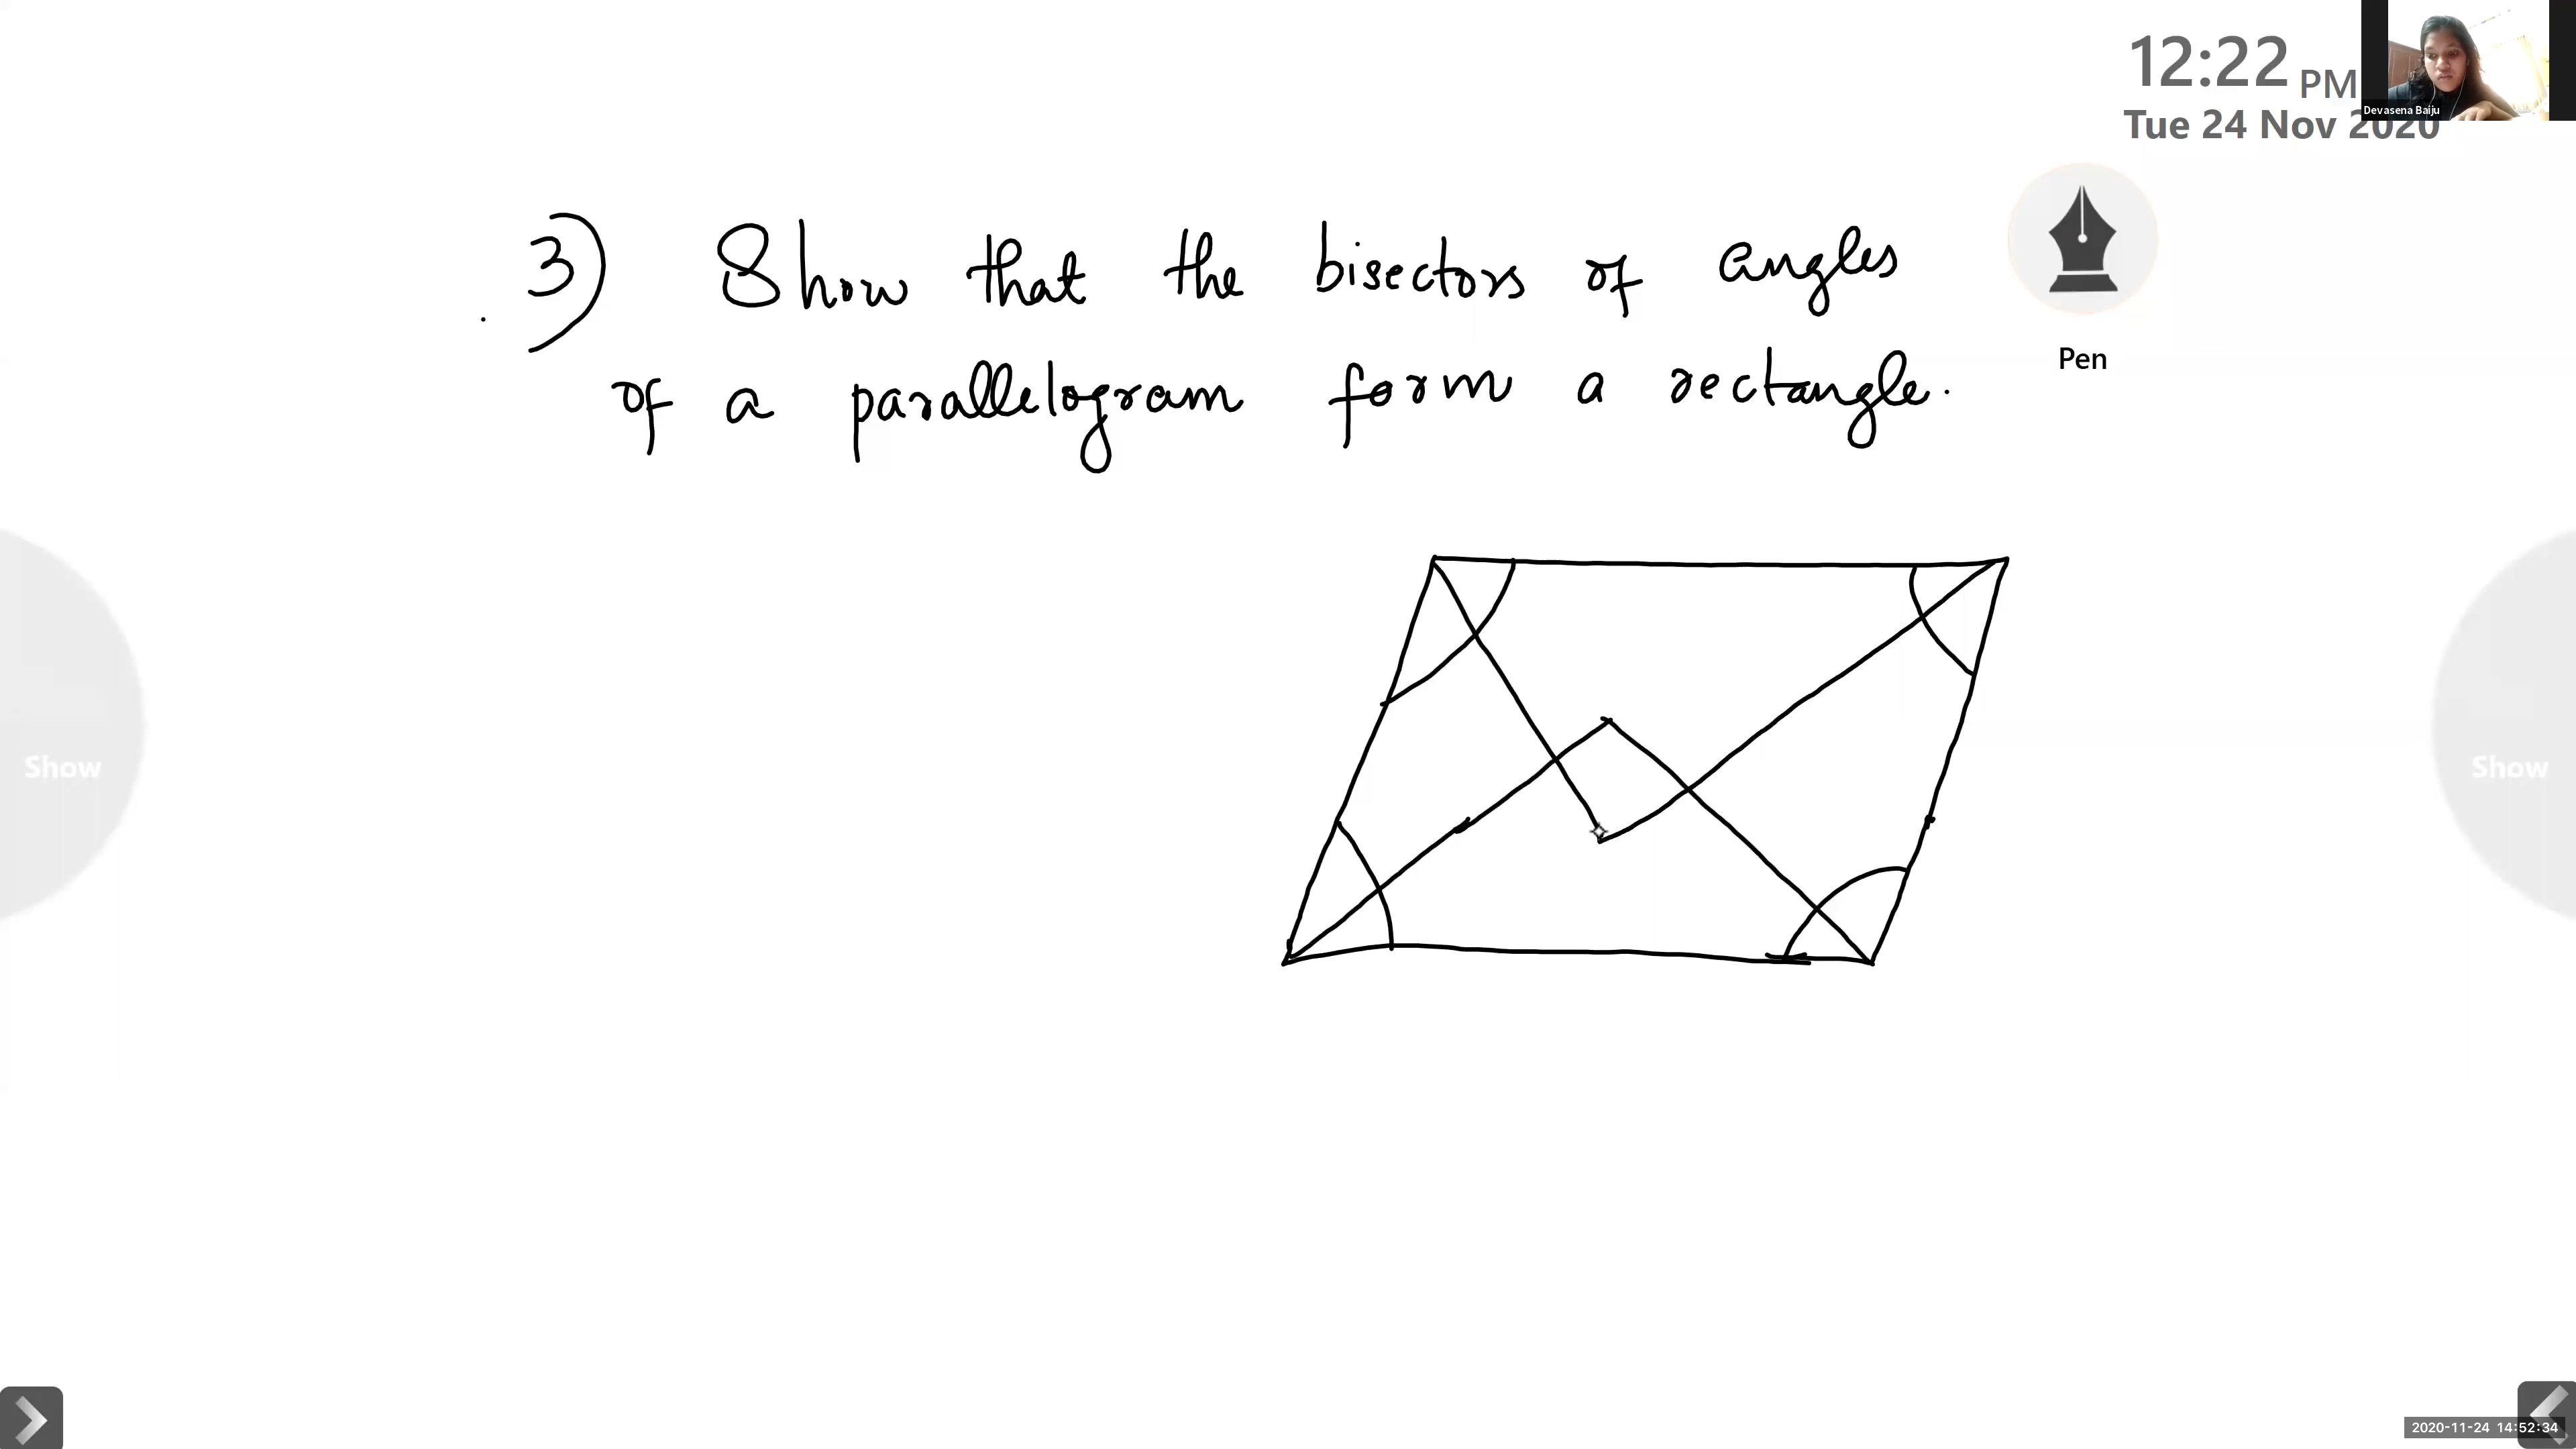 12:22 PM
Devasena Baiju
Tue 24 Nov 2020
3) Show that the bisectors of angles
of a parallelogram form a rectangle.
Pen
Show
Show
2020-11-24 14:52:34